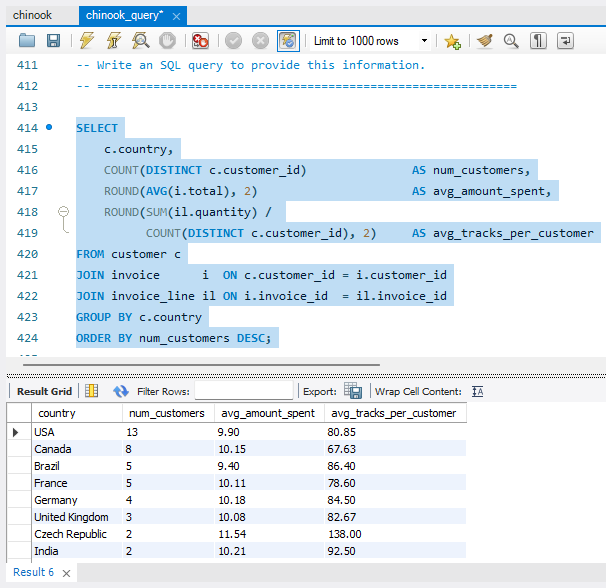 chinook chinook_query*
Limit to 1000 rows
411 -- Write an SQL query to provide this information.
412 -- ============================================================
413
414 SELECT
415 c.country,
416 COUNT(DISTINCT c.customer_id) AS num_customers,
417 ROUND(AVG(i.total), 2) AS avg_amount_spent,
418 ROUND(SUM(il.quantity) /
419 COUNT(DISTINCT c.customer_id), 2) AS avg_tracks_per_customer
420 FROM customer c
421 JOIN invoice i ON c.customer_id = i.customer_id
422 JOIN invoice_line il ON i.invoice_id = il.invoice_id
423 GROUP BY c.country
424 ORDER BY num_customers DESC;
Result Grid Filter Rows: Export: Wrap Cell Content:
country num_customers avg_amount_spent avg_tracks_per_customer
USA 13 9.90 80.85
Canada 8 10.15 67.63
Brazil 5 9.40 86.40
France 5 10.11 78.60
Germany 4 10.18 84.50
United Kingdom 3 10.08 82.67
Czech Republic 2 11.54 138.00
India 2 10.21 92.50
Result 6